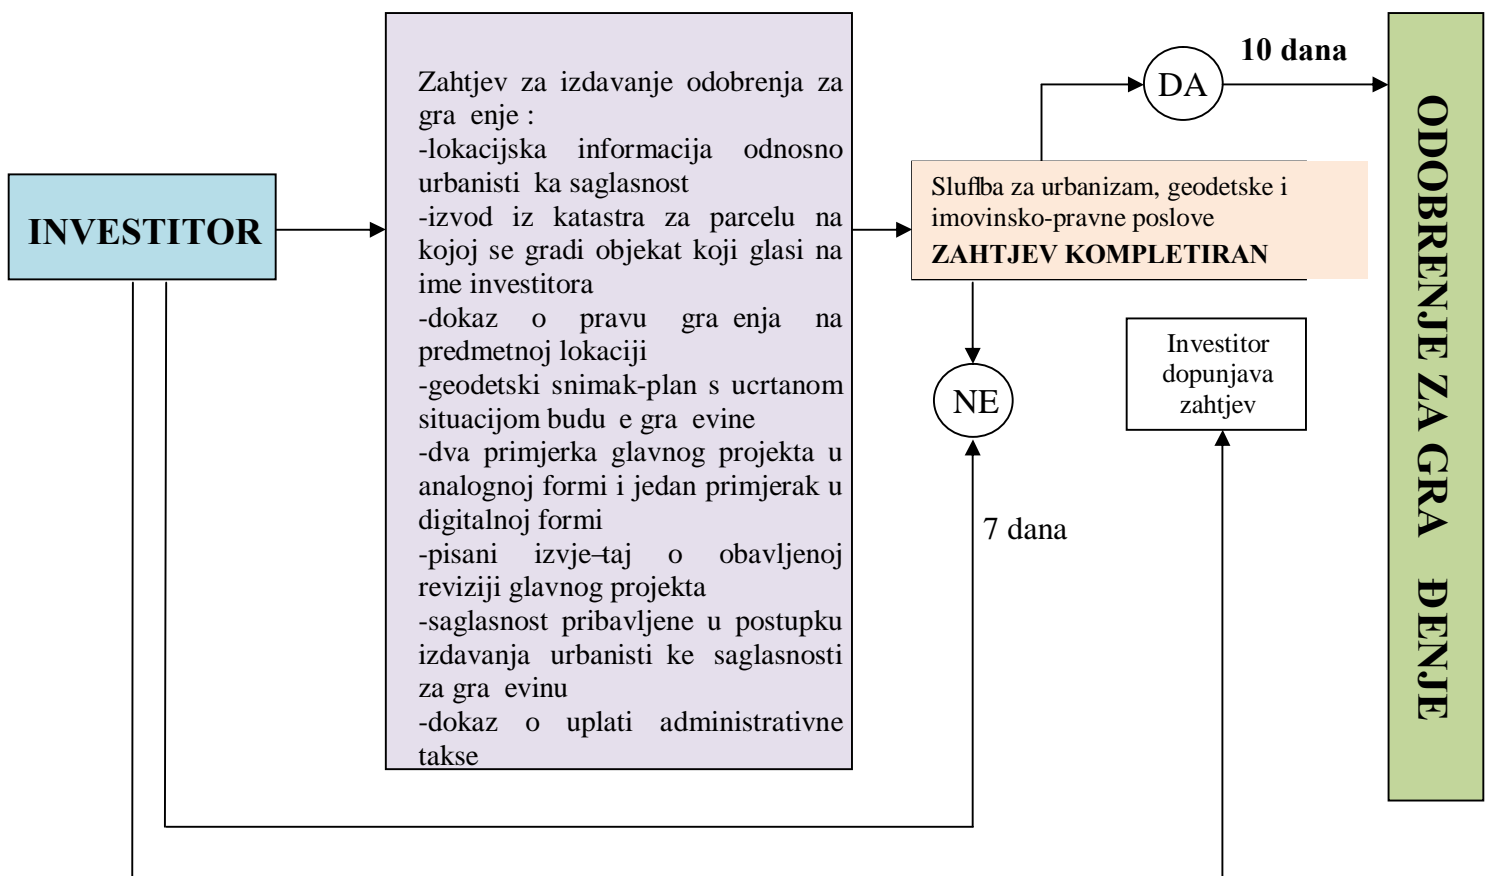 INVESTITOR
Zahtjev za izdavanje odobrenja za
gra enje :
-lokacijska informacija odnosno
urbanisti ka saglasnost
-izvod iz katastra za parcelu na
kojoj se gradi objekat koji glasi na
ime investitora
-dokaz o pravu gra enja na
predmetnoj lokaciji
-geodetski snimak-plan s ucrtanom
situacijom budu e gra evine
-dva primjerka glavnog projekta u
analognoj formi i jedan primjerak u
digitalnoj formi
-pisani izvje–taj o obavljenoj
reviziji glavnog projekta
-saglasnost pribavljene u postupku
izdavanja urbanisti ke saglasnosti
za gra evinu
-dokaz o uplati administrativne
takse
Sluflba za urbanizam, geodetske i
imovinsko-pravne poslove
ZAHTJEV KOMPLETIRAN
DA
10 dana
NE
7 dana
Investitor
dopunjava
zahtjev
ODOBRENJE ZA GRA ĐENJE